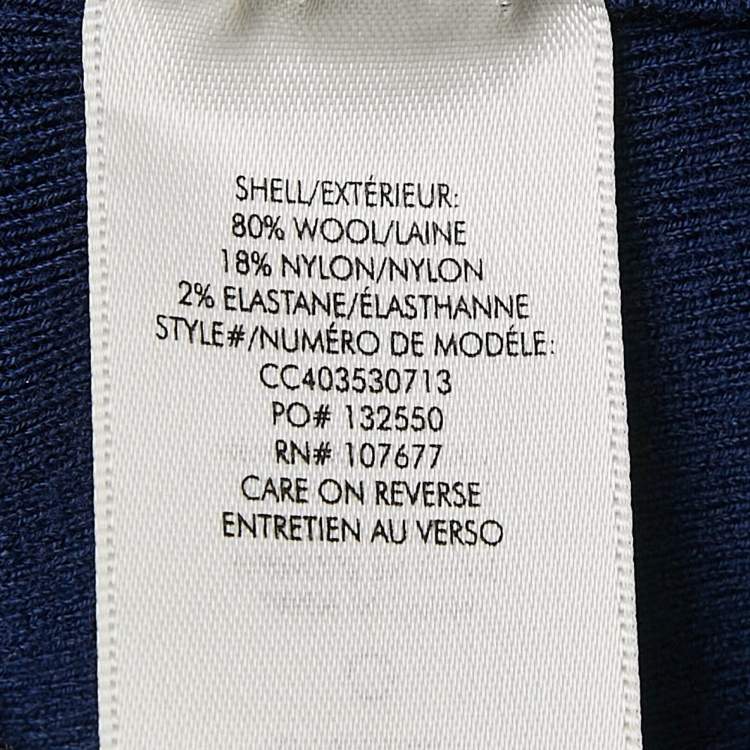 SHELL/EXTÉRIEUR:
80% WOOL/LAINE
18% NYLON/NYLON
2% ELASTANE/ÉLASTHANNE
STYLE#/NUMÉRO DE MODÉLE:
CC403530713
PO# 132550
RN# 107677
CARE ON REVERSE
ENTRETIEN AU VERSO